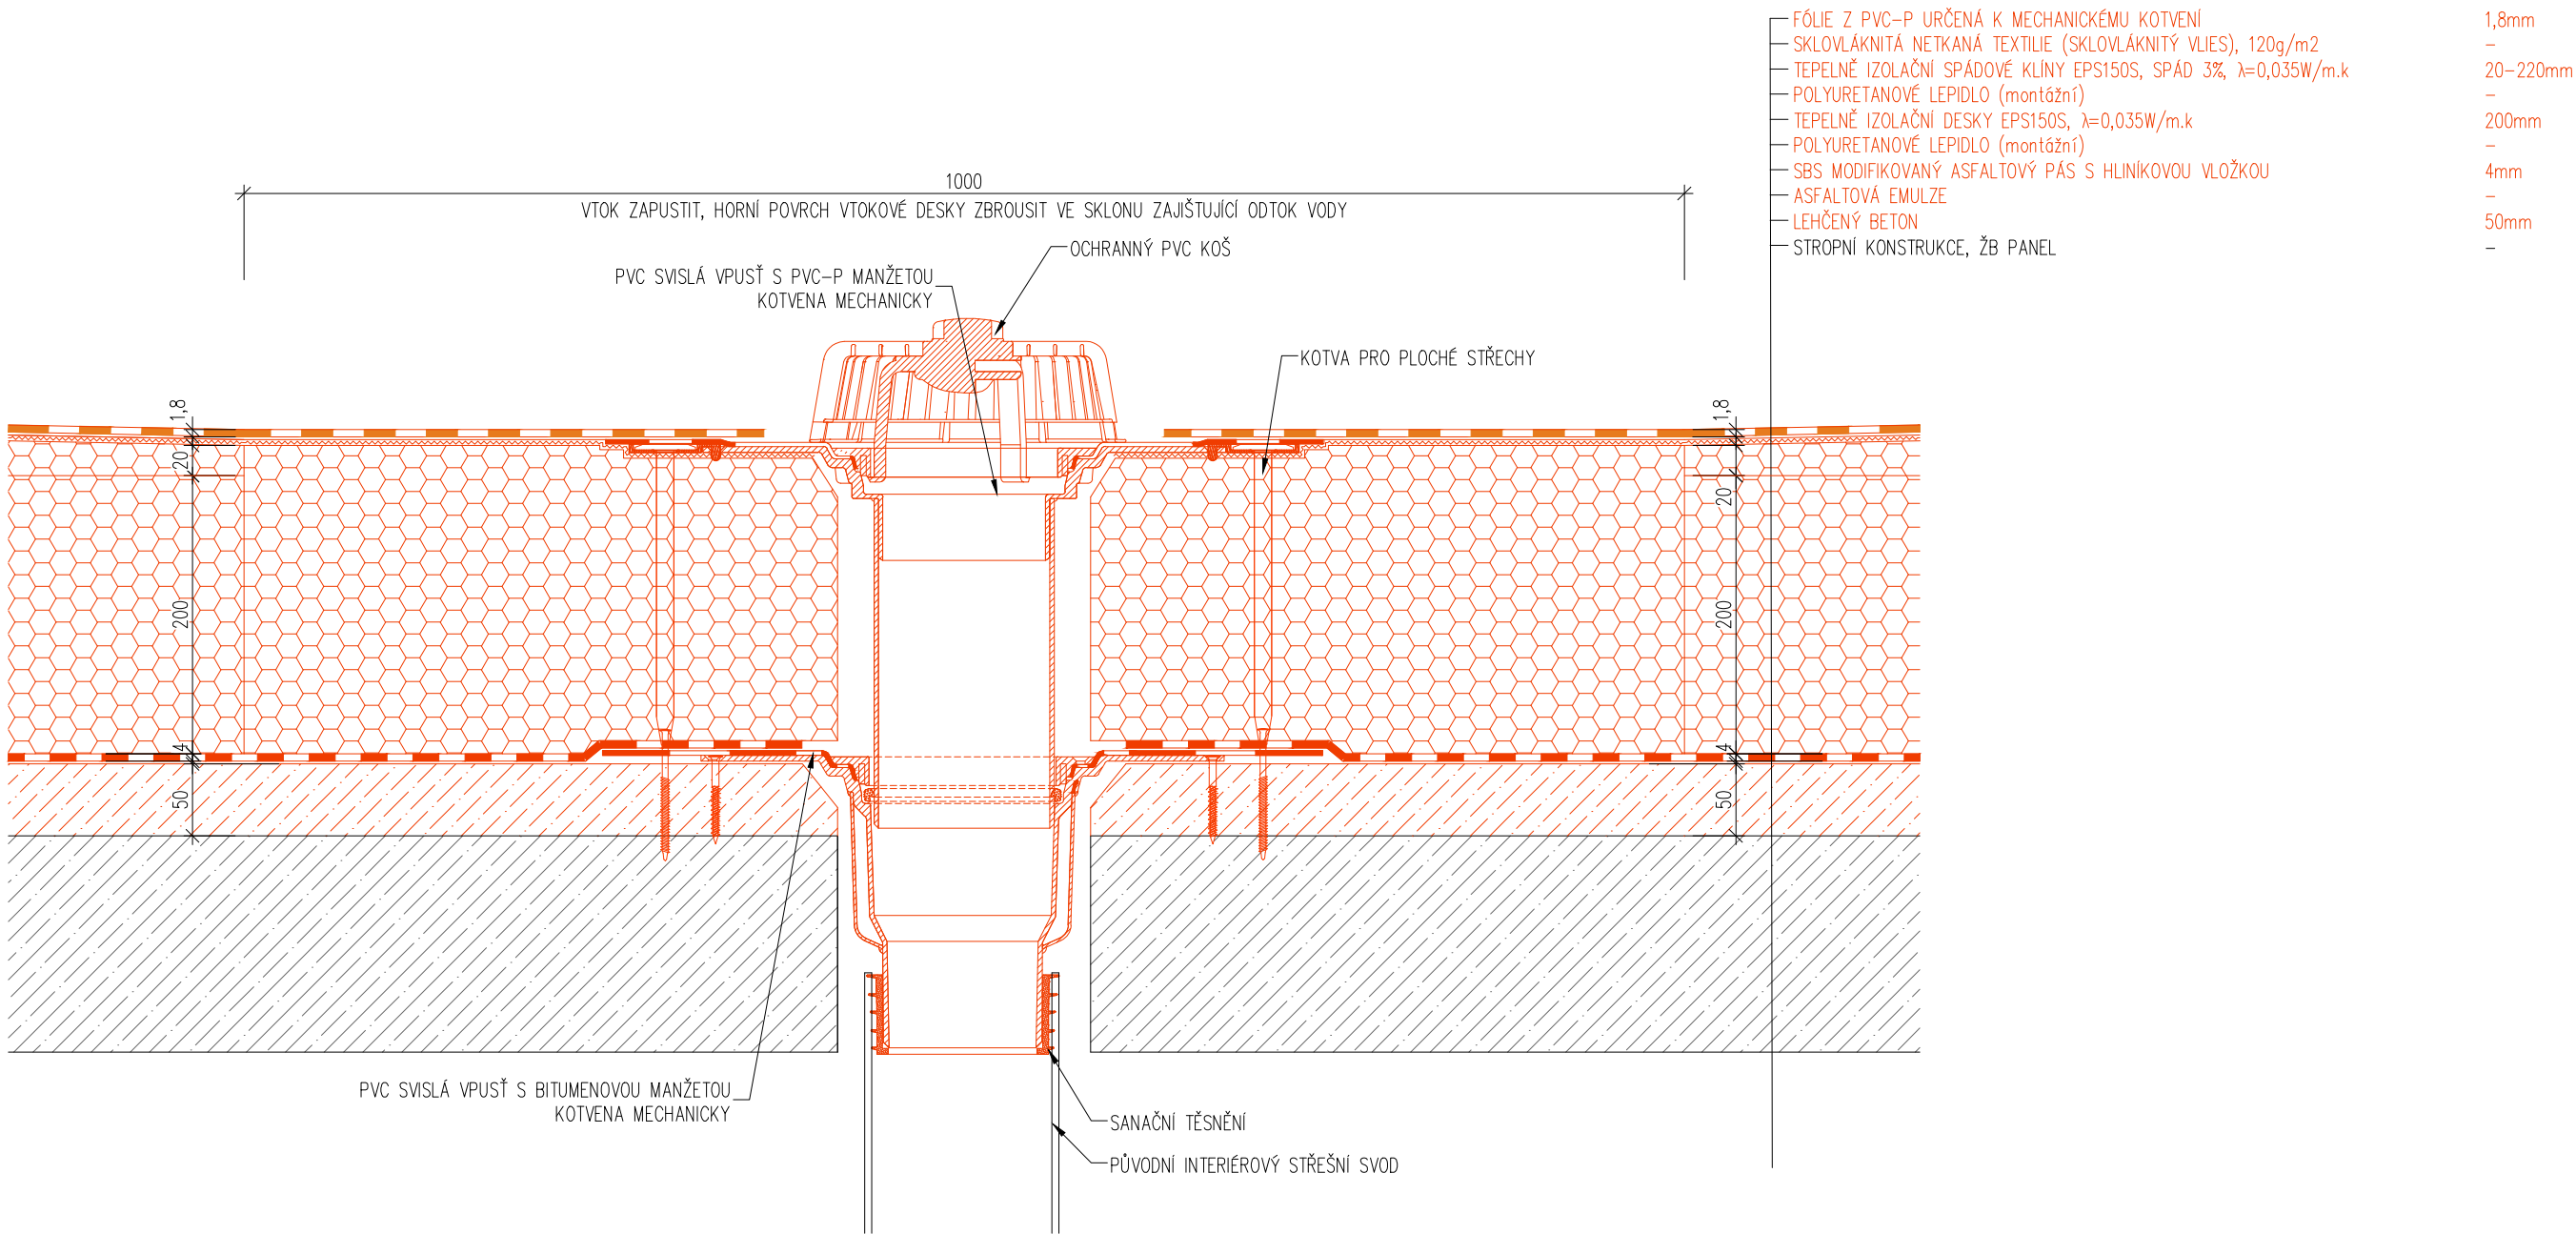 FÓLIE Z PVC-P URČENÁ K MECHANICKÉMU KOTVENÍ 1,8mm
SKLOVLÁKNITÁ NETKANÁ TEXTILIE (SKLOVLÁKNITÝ VLIES), 120g/m2 -
TEPELNĚ IZOLAČNÍ SPÁDOVÉ KLÍNY EPS150S, SPÁD 3%, λ=0,035W/m.k 20-220mm
POLYURETANOVÉ LEPIDLO (montážní) -
TEPELNĚ IZOLAČNÍ DESKY EPS150S, λ=0,035W/m.k 200mm
POLYURETANOVÉ LEPIDLO (montážní) -
SBS MODIFIKOVANÝ ASFALTOVÝ PÁS S HLINÍKOVOU VLOŽKOU 4mm
ASFALTOVÁ EMULZE -
LEHČENÝ BETON 50mm
STROPNÍ KONSTRUKCE, ŽB PANEL -
1000
VTOK ZAPUSTIT, HORNÍ POVRCH VTOKOVÉ DESKY ZBROUSIT VE SKLONU ZAJIŠTUJÍCÍ ODTOK VODY
OCHRANNÝ PVC KOŠ
PVC SVISLÁ VPUSŤ S PVC-P MANŽETOU
KOTVENA MECHANICKY
KOTVA PRO PLOCHÉ STŘECHY
1,8
20
200
4
50
1,8
20
200
4
50
PVC SVISLÁ VPUSŤ S BITUMENOVOU MANŽETOU
KOTVENA MECHANICKY
SANAČNÍ TĚSNĚNÍ
PŮVODNÍ INTERIÉROVÝ STŘEŠNÍ SVOD